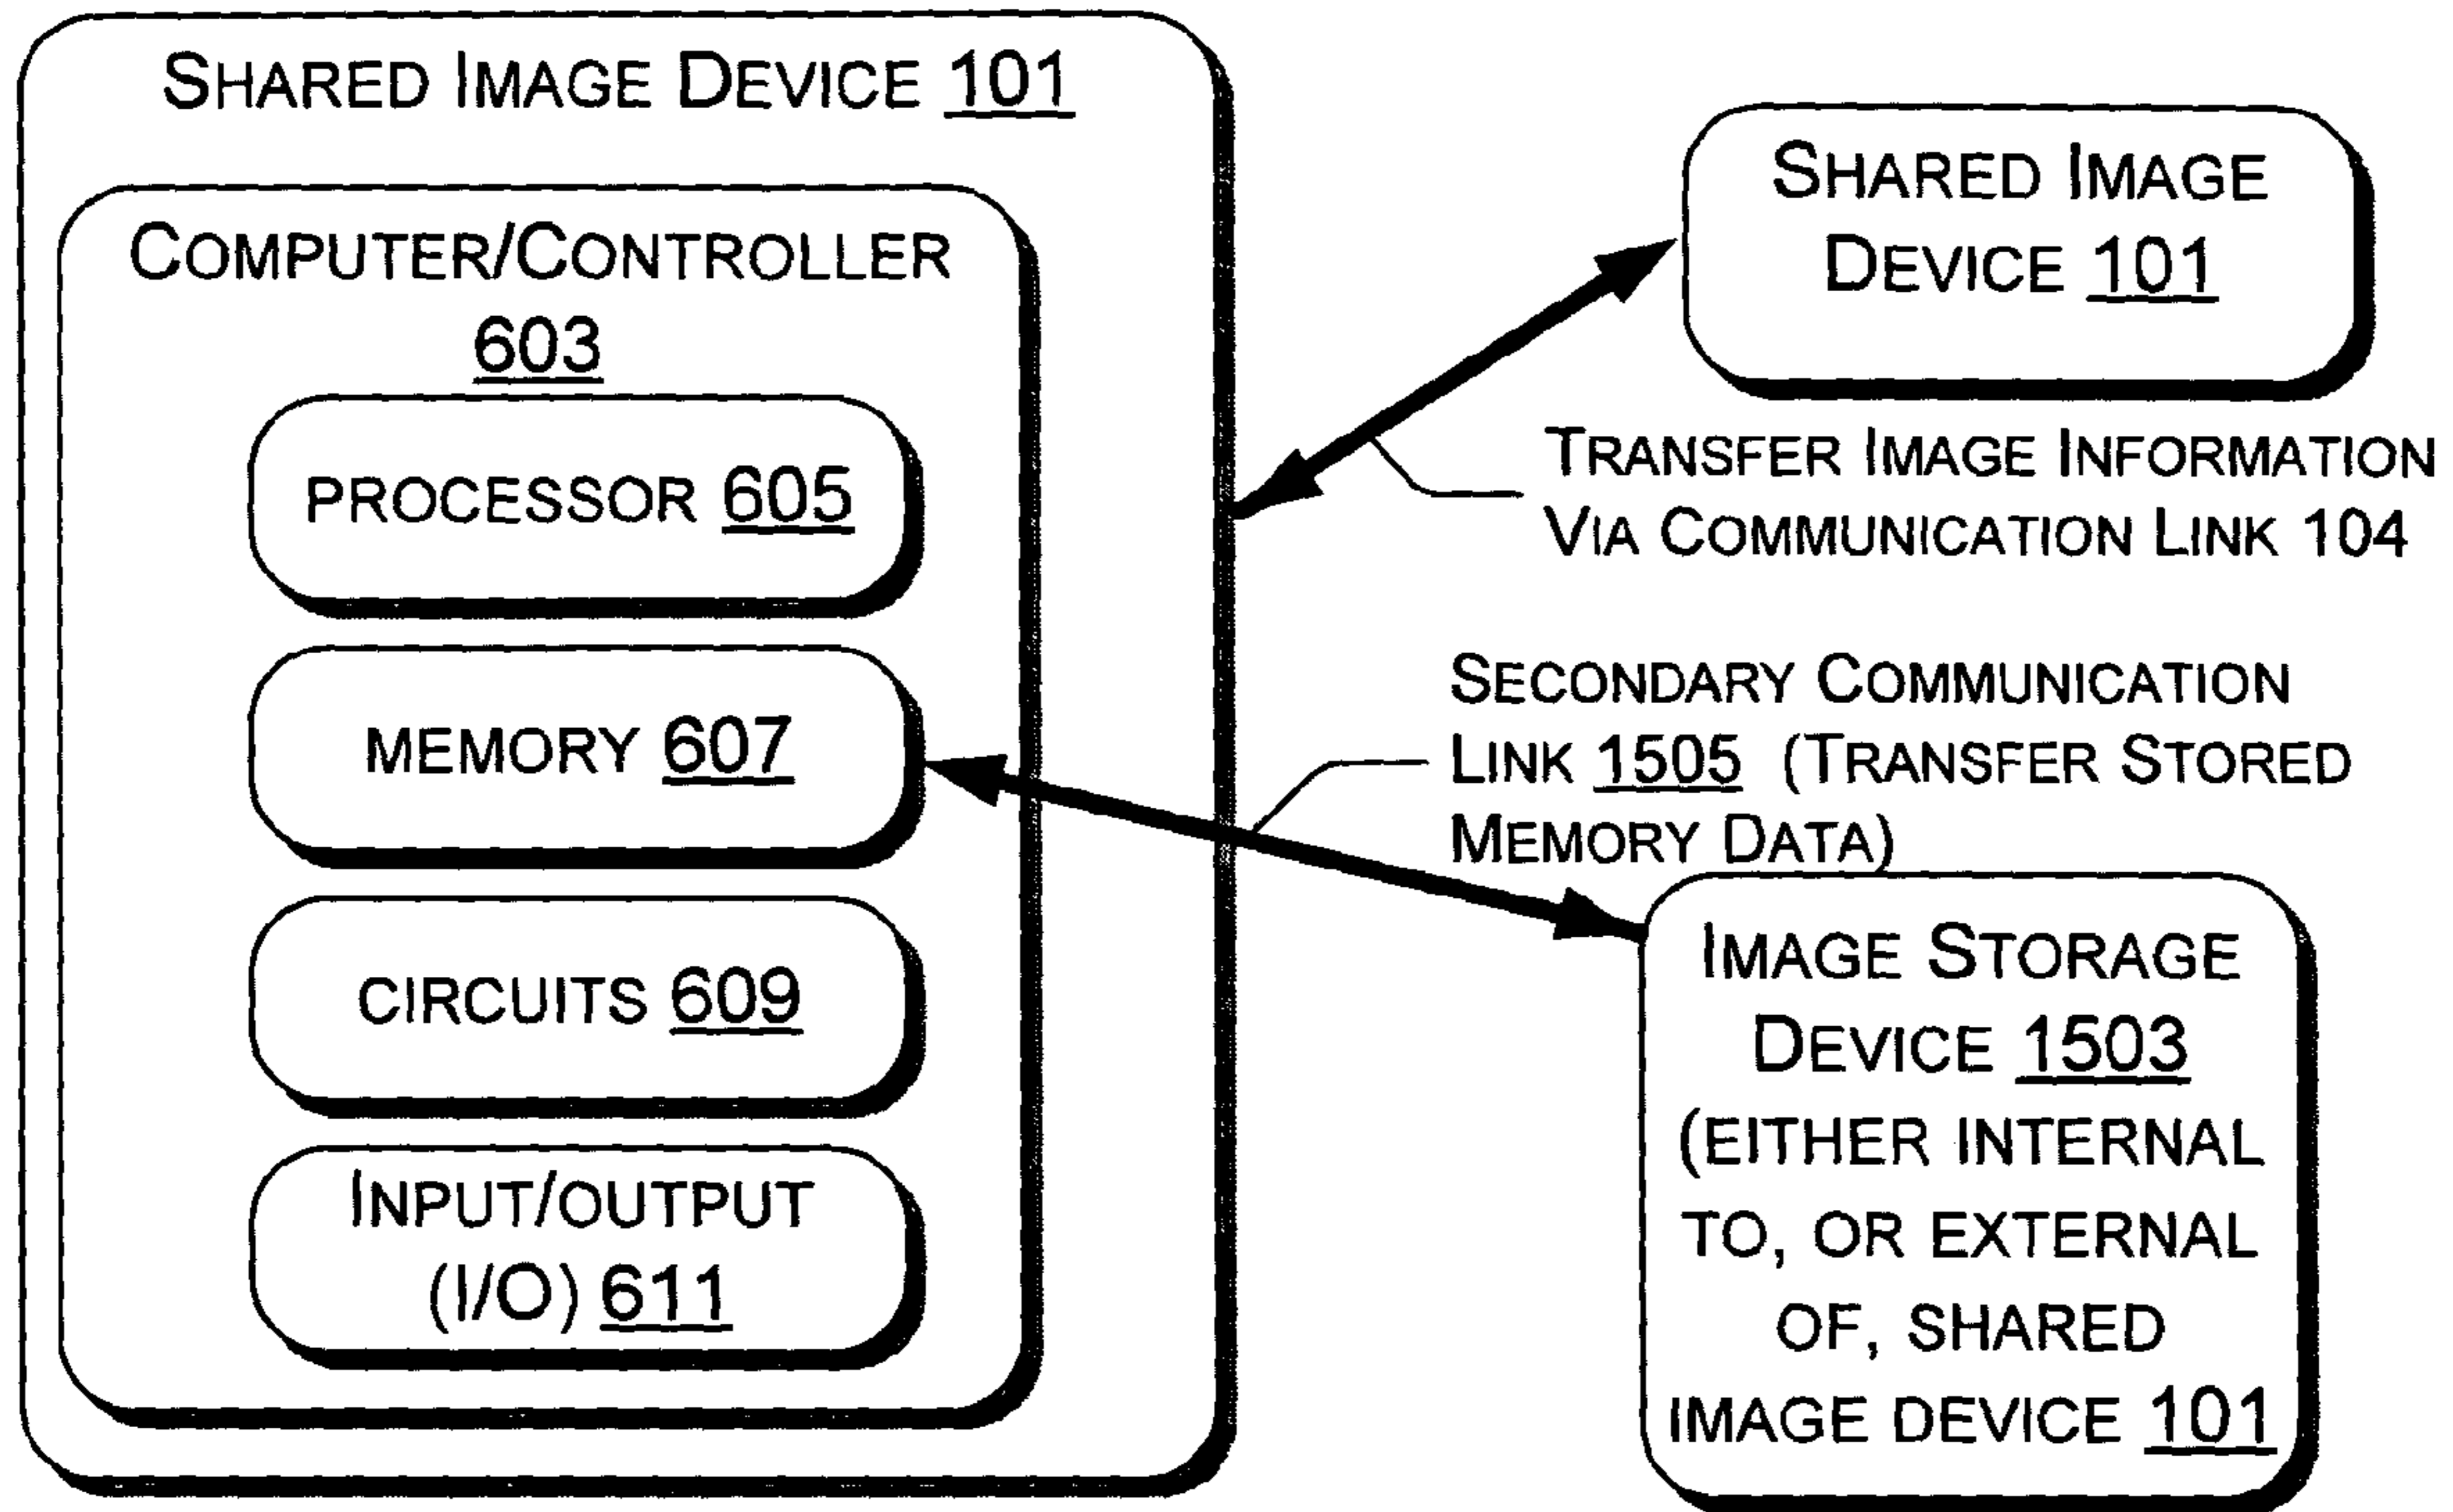 SHARED IMAGE DEVICE 101
COMPUTER/CONTROLLER
603
PROCESSOR 605
MEMORY 607
CIRCUITS 609
INPUT/OUTPUT
(I/O) 611
SHARED IMAGE
DEVICE 101
TRANSFER IMAGE INFORMATION
VIA COMMUNICATION LINK 104
SECONDARY COMMUNICATION
LINK 1505 (TRANSFER STORED
MEMORY DATA)
IMAGE STORAGE
DEVICE 1503
(EITHER INTERNAL
TO, OR EXTERNAL
OF, SHARED
IMAGE DEVICE 101